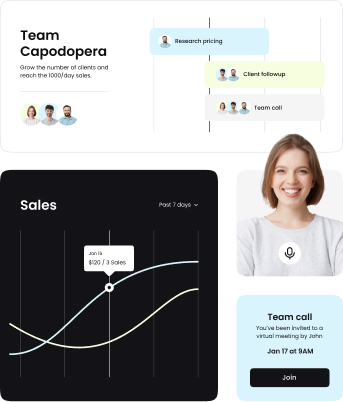 Team
Capodopera
Grow the number of clients and
reach the 1000/day sales.
Research pricing
Client followup
Team call
Sales
Past 7 days
Jan 15
$120 / 3 Sales
Team call
You've been invited to a
virtual meeting by John
Jan 17 at 9AM
Join